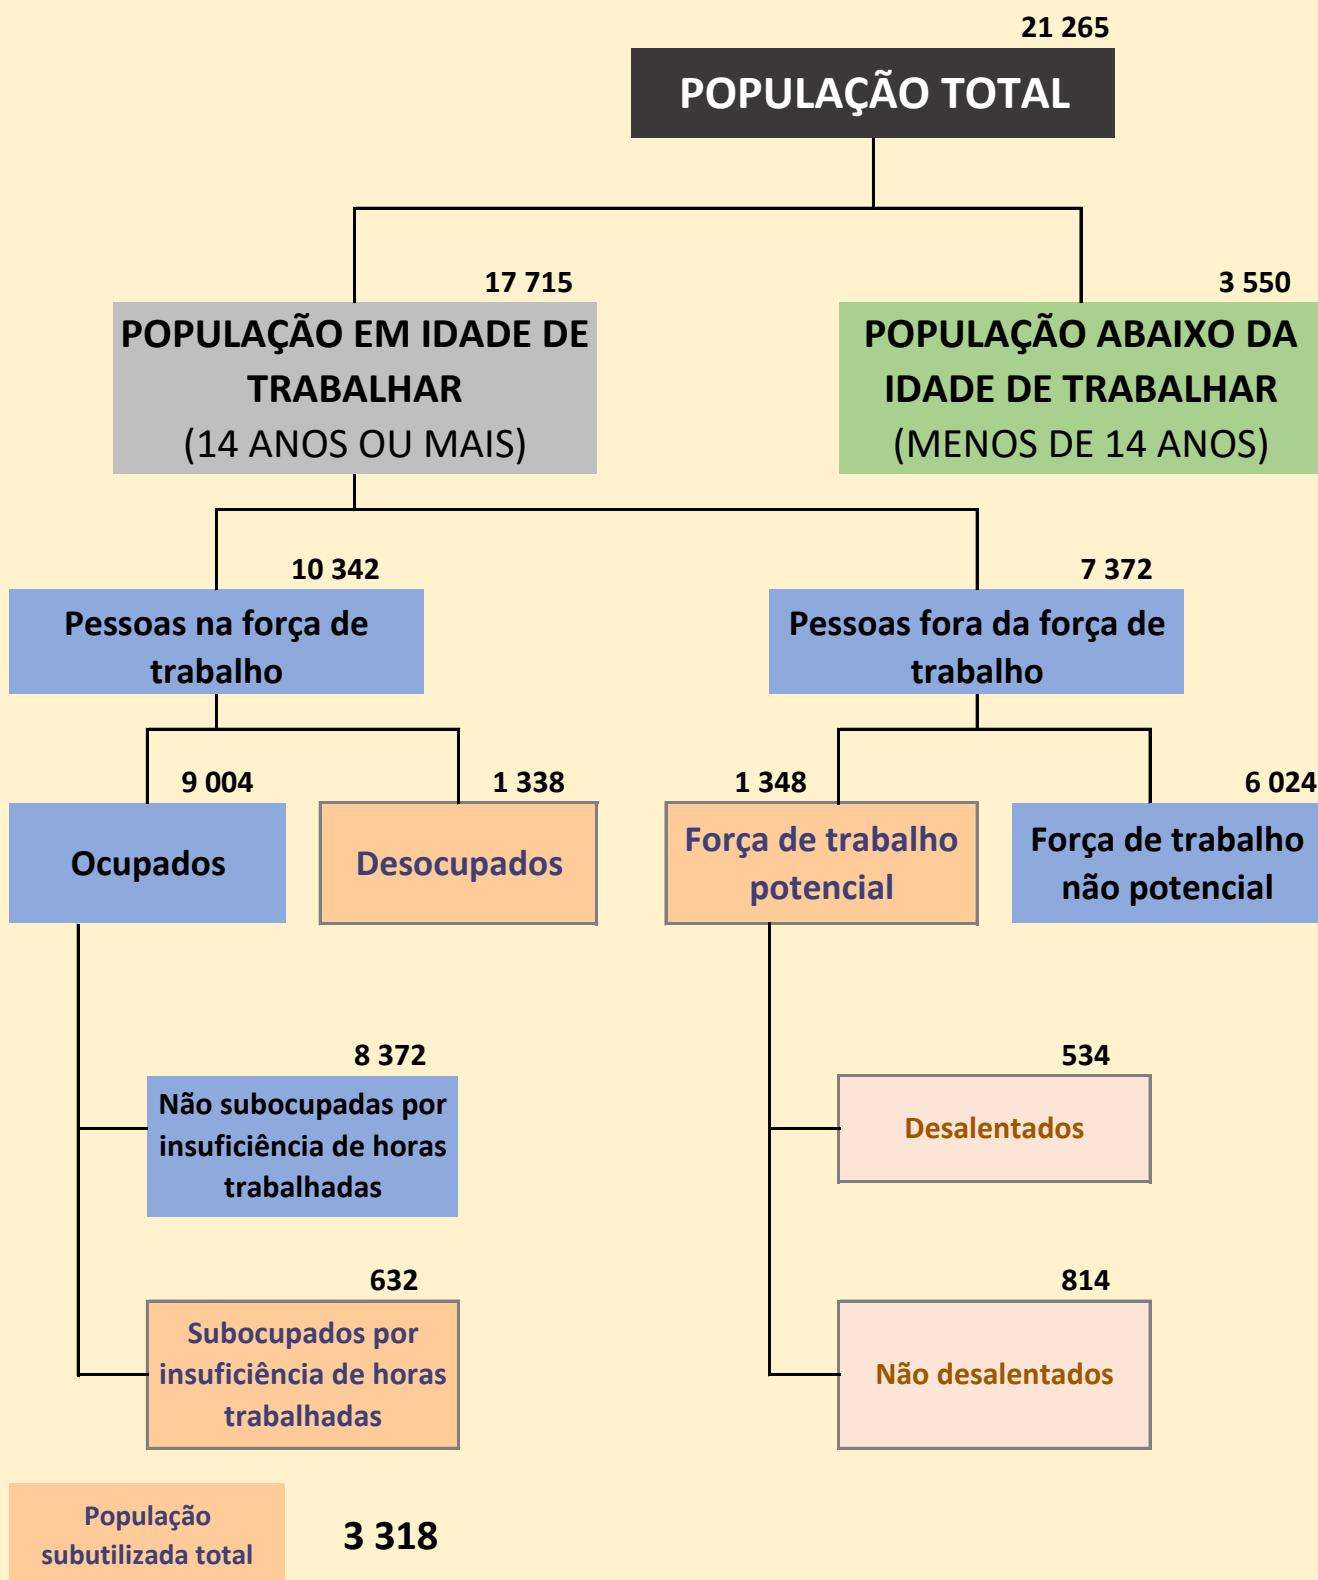 21 265
POPULAÇÃO TOTAL
17 715
POPULAÇÃO EM IDADE DE
TRABALHAR
(14 ANOS OU MAIS)
3 550
POPULAÇÃO ABAIXO DA
IDADE DE TRABALHAR
(MENOS DE 14 ANOS)
10 342
Pessoas na força de
trabalho
7 372
Pessoas fora da força de
trabalho
9 004
Ocupados
1 338
Desocupados
1 348
Força de trabalho
potencial
6 024
Força de trabalho
não potencial
8 372
Não subocupadas por
insuficiência de horas
trabalhadas
534
Desalentados
632
Subocupados por
insuficiência de horas
trabalhadas
814
Não desalentados
População
subutilizada total
3 318